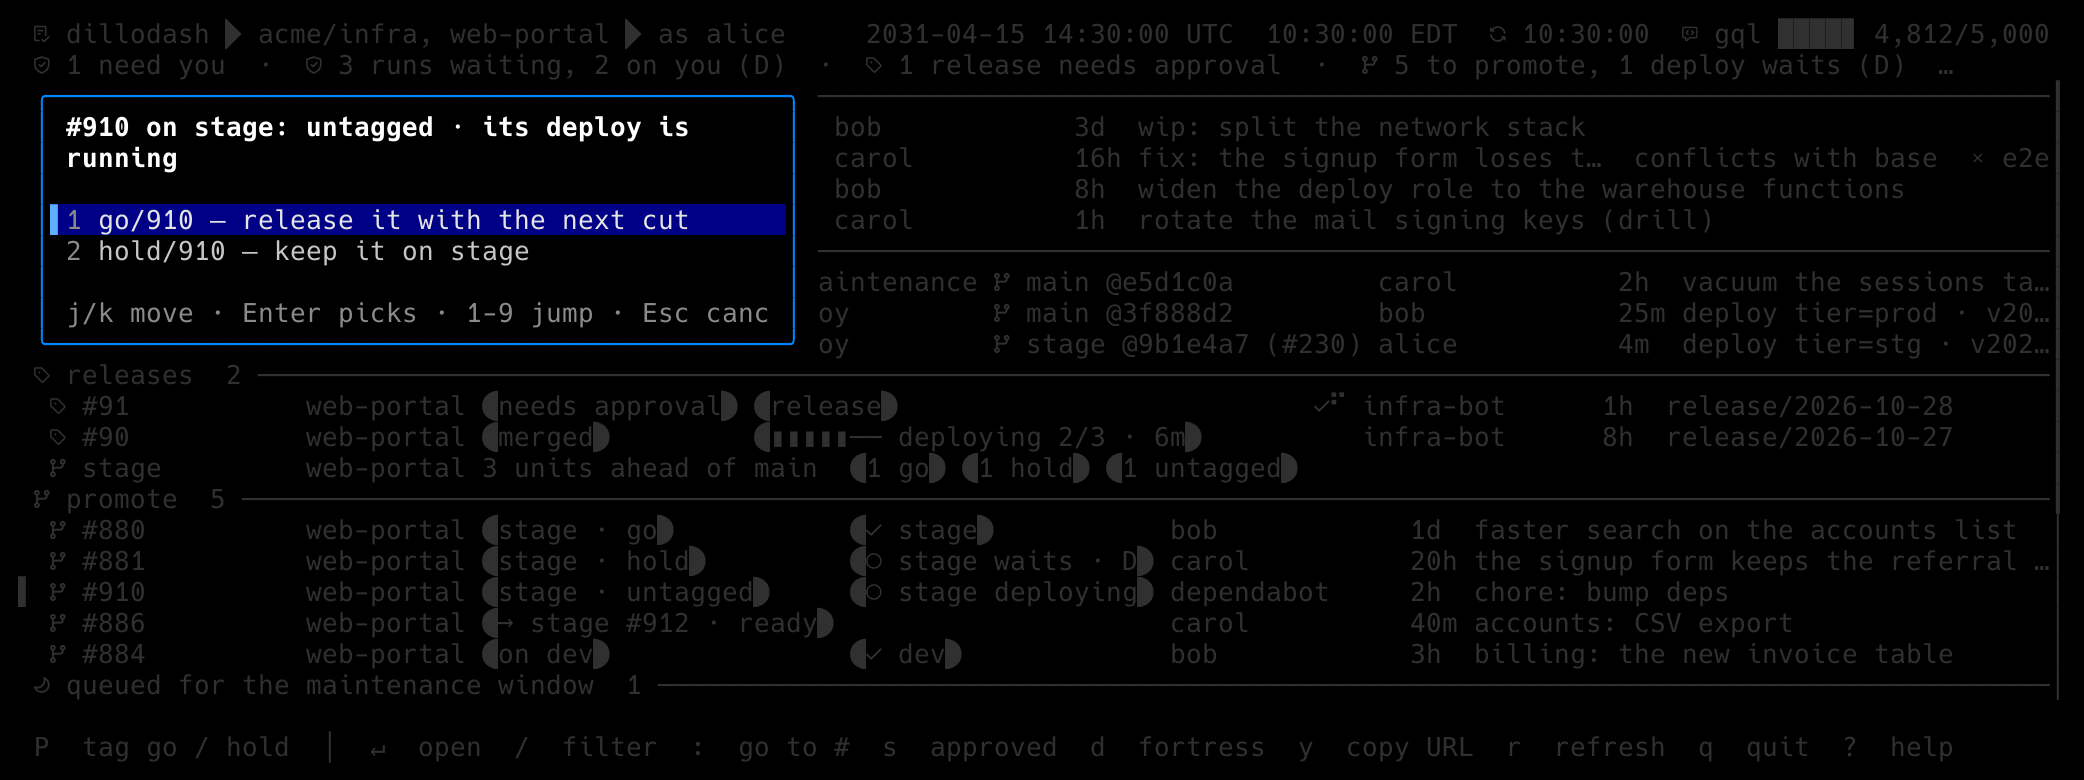 dillodash acme/infra, web-portal as alice 2031-04-15 14:30:00 UTC 10:30:00 EDT 10:30:00 gql 4,812/5,000
1 need you · 3 runs waiting, 2 on you (D) · 1 release needs approval · 5 to promote, 1 deploy waits (D) …
#910 on stage: untagged · its deploy is
running
1 go/910 — release it with the next cut
2 hold/910 — keep it on stage
j/k move · Enter picks · 1-9 jump · Esc canc
bob 3d wip: split the network stack
carol 16h fix: the signup form loses t… conflicts with base × e2e
bob 8h widen the deploy role to the warehouse functions
carol 1h rotate the mail signing keys (drill)
aintenance main @e5d1c0a carol 2h vacuum the sessions ta…
oy main @3f888d2 bob 25m deploy tier=prod · v20…
oy stage @9b1e4a7 (#230) alice 4m deploy tier=stg · v202…
releases 2
#91 web-portal needs approval release ✓ infra-bot 1h release/2026-10-28
#90 web-portal merged deploying 2/3 · 6m infra-bot 8h release/2026-10-27
stage web-portal 3 units ahead of main 1 go 1 hold 1 untagged
promote 5
#880 web-portal stage · go ✓ stage bob 1d faster search on the accounts list
#881 web-portal stage · hold ○ stage waits · D carol 20h the signup form keeps the referral …
#910 web-portal stage · untagged ○ stage deploying dependabot 2h chore: bump deps
#886 web-portal → stage #912 · ready carol 40m accounts: CSV export
#884 web-portal on dev ✓ dev bob 3h billing: the new invoice table
queued for the maintenance window 1
P tag go / hold │ ↵ open / filter : go to # s approved d fortress y copy URL r refresh q quit ? help